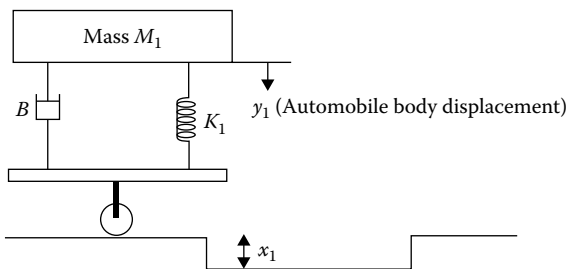 Mass M₁
B
K₁
y₁ (Automobile body displacement)
x₁